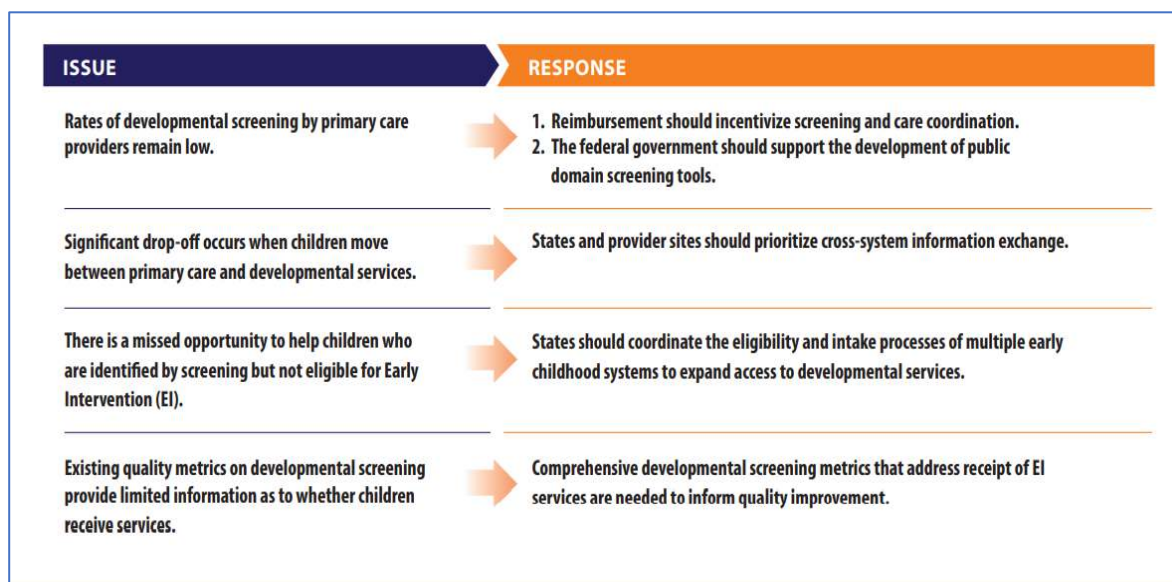 ISSUE
RESPONSE
Rates of developmental screening by primary care
providers remain low.
1. Reimbursement should incentivize screening and care coordination.
2. The federal government should support the development of public
domain screening tools.
Significant drop-off occurs when children move
between primary care and developmental services.
States and provider sites should prioritize cross-system information exchange.
There is a missed opportunity to help children who
are identified by screening but not eligible for Early
Intervention (EI).
States should coordinate the eligibility and intake processes of multiple early
childhood systems to expand access to developmental services.
Existing quality metrics on developmental screening
provide limited information as to whether children
receive services.
Comprehensive developmental screening metrics that address receipt of EI
services are needed to inform quality improvement.